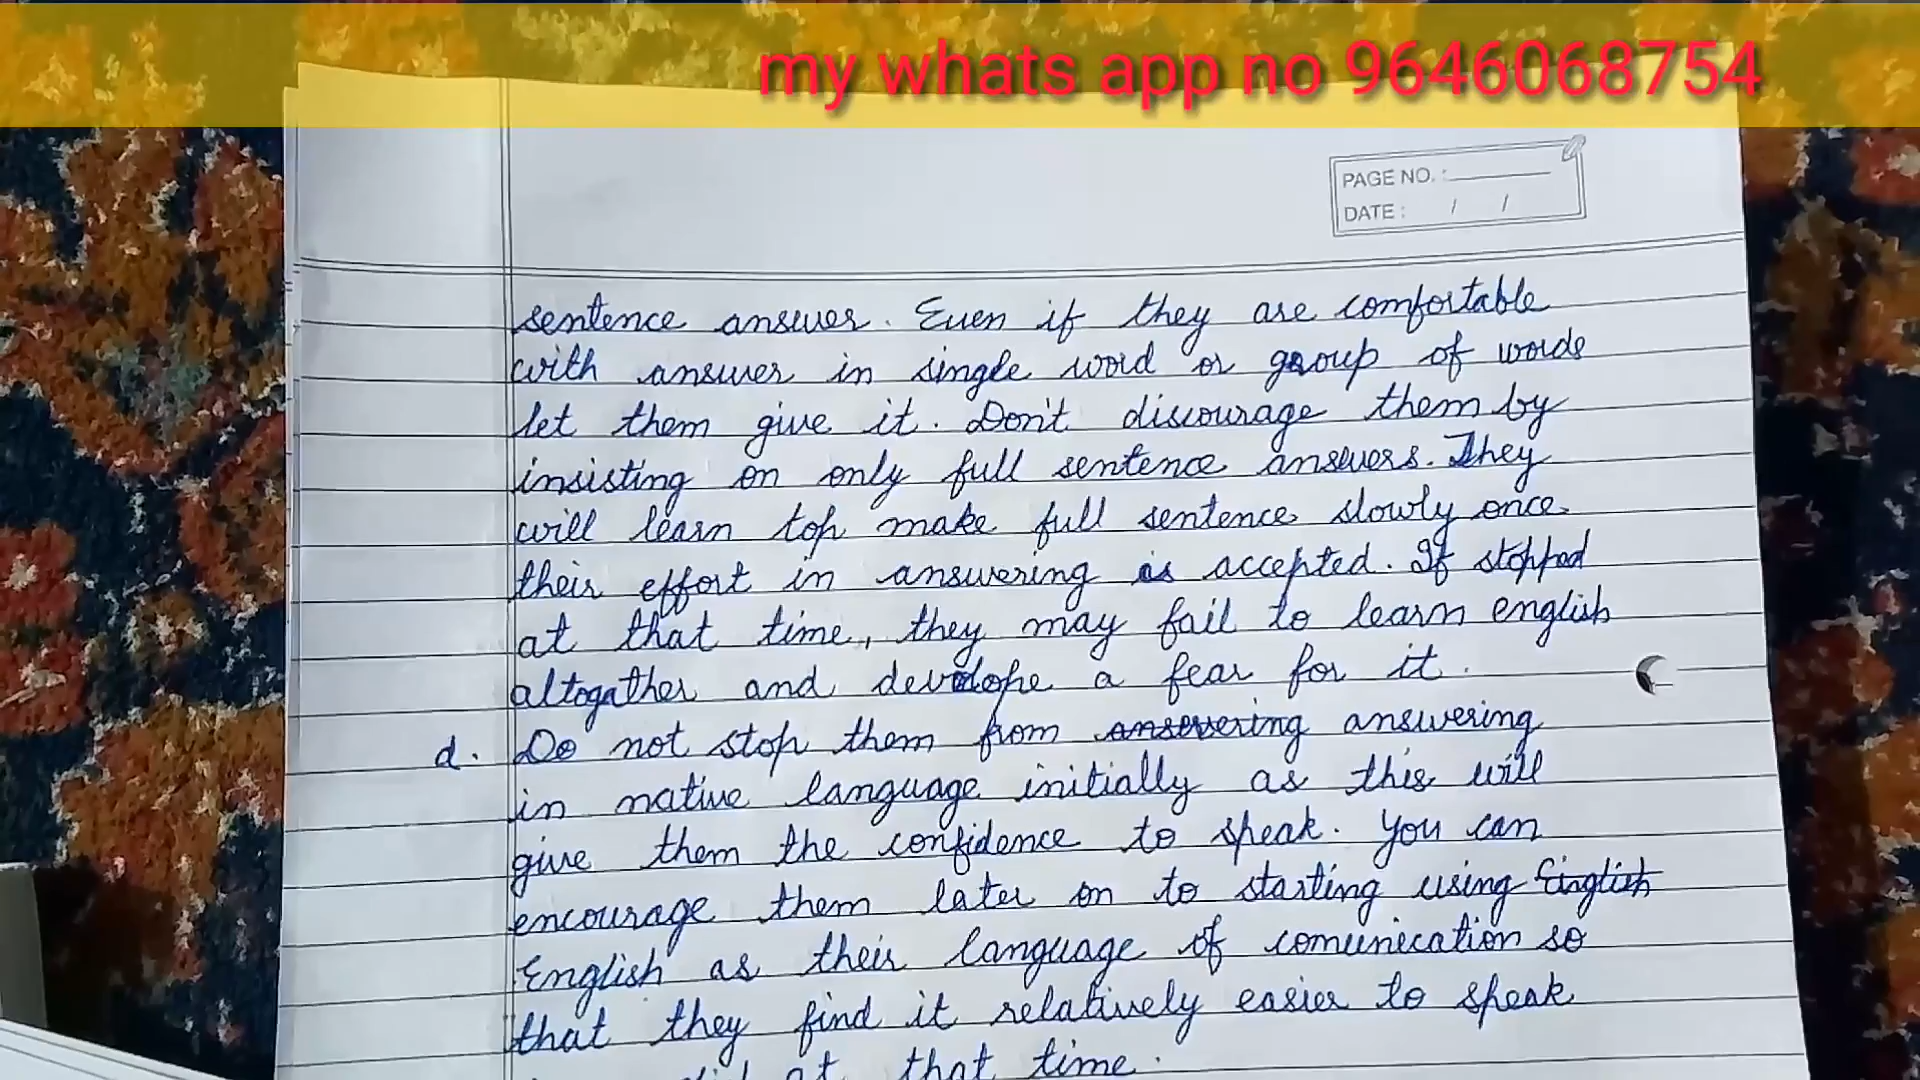 my whats app no 9646068754
PAGE NO. :
DATE : / /
sentence answer. Even if they are comfortable
with answer in single word or group of words
let them give it. Don't discourage them by
insisting on only full sentence answers. They
will learn top make full sentence slowly once
their effort in answering is accepted. If stopped
at that time, they may fail to learn english
altogather and develope a fear for it.
d. Do not stop them from answering answering
in native language initially as this will
give them the confidence to speak. You can
encourage them later on to starting using English
English as their language of comunication so
that they find it relatively easier to speak
at that time.